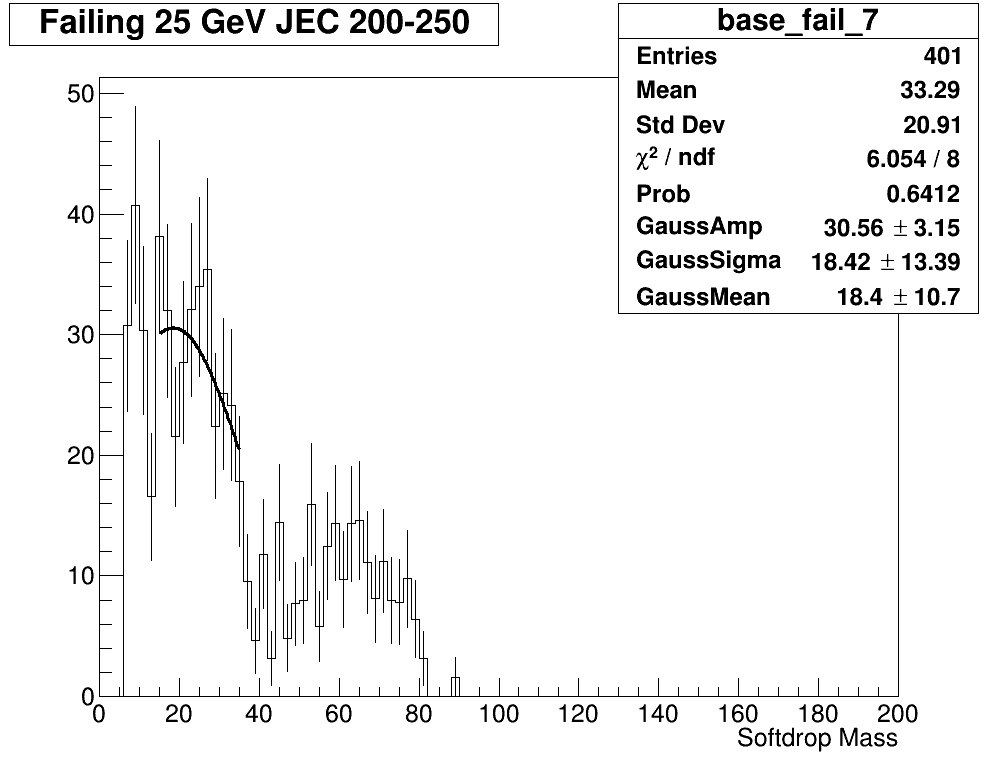 Failing 25 GeV JEC 200-250
base_fail_7
Entries 401
Mean 33.29
Std Dev 20.91
χ² / ndf 6.054 / 8
Prob 0.6412
GaussAmp 30.56 ± 3.15
GaussSigma 18.42 ± 13.39
GaussMean 18.4 ± 10.7
50
40
30
20
10
0
0 20 40 60 80 100 120 140 160 180 200
Softdrop Mass